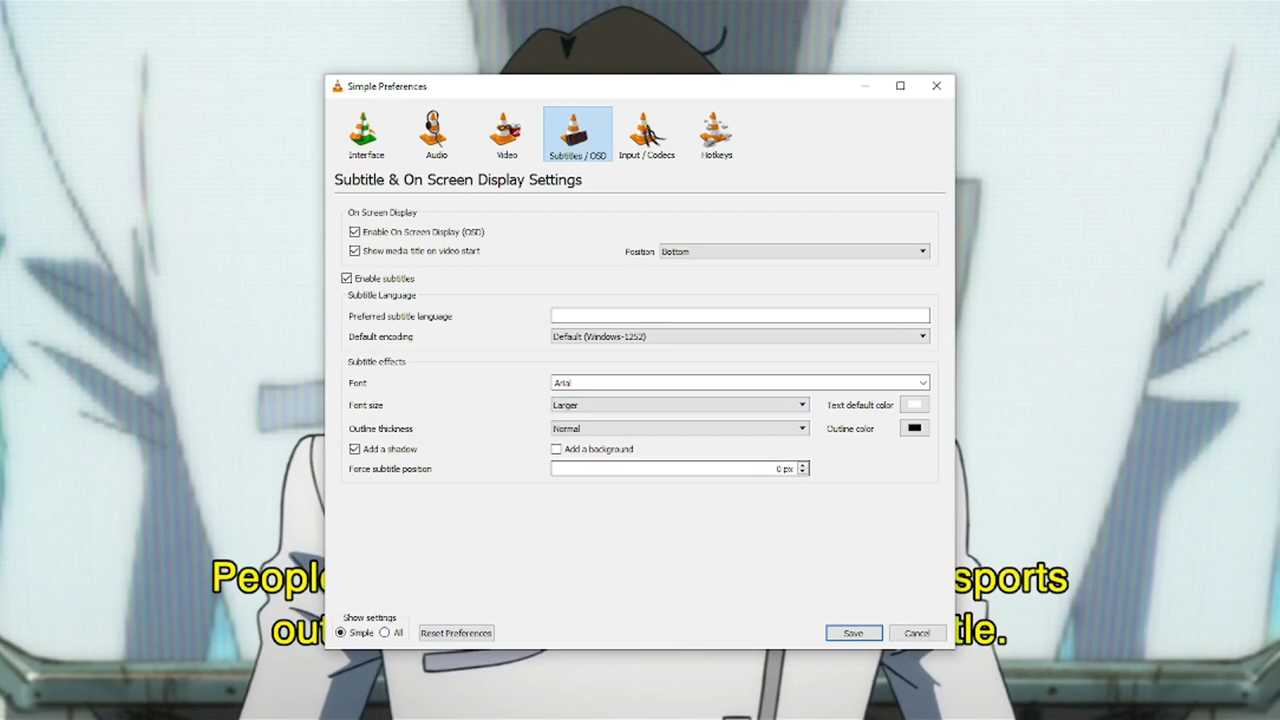 Simple Preferences
Interface Audio Video Subtitles / OSD Input / Codecs Hotkeys
Subtitle & On Screen Display Settings
On Screen Display
Enable On Screen Display (OSD)
Show media title on video start Position Bottom
Enable subtitles
Subtitle Language
Preferred subtitle language
Default encoding Default (Windows-1252)
Subtitle effects
Font Arial
Font size Larger Text default color
Outline thickness Normal Outline color
Add a shadow Add a background
Force subtitle position 0 px
People sports
out tle.
Show settings
Simple All Reset Preferences Save Cancel